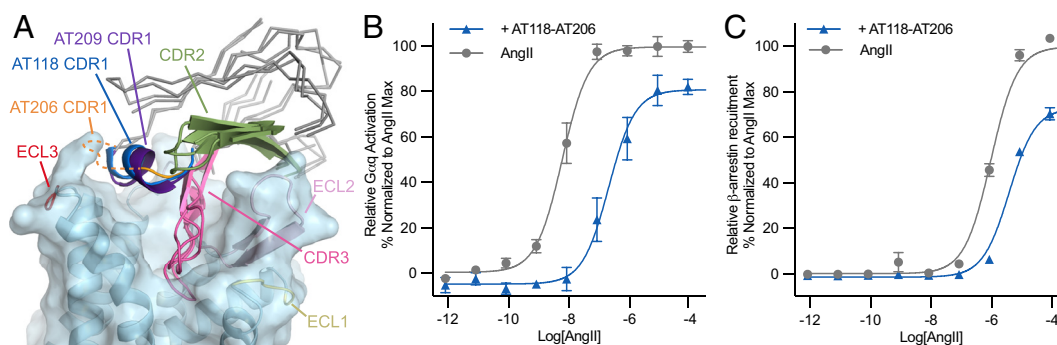 A
AT209 CDR1
CDR2
AT118 CDR1
AT206 CDR1
ECL3
ECL2
CDR3
ECL1
B
+ AT118-AT206
AngII
Relative Gαq Activation
% Normalized to AngII Max
100
80
60
40
20
0
-12
-10
-8
-6
-4
Log[AngII]
C
+ AT118-AT206
AngII
Relative β-arrestin recruitment
% Normalized to AngII Max
100
80
60
40
20
0
-12
-10
-8
-6
-4
Log[AngII]